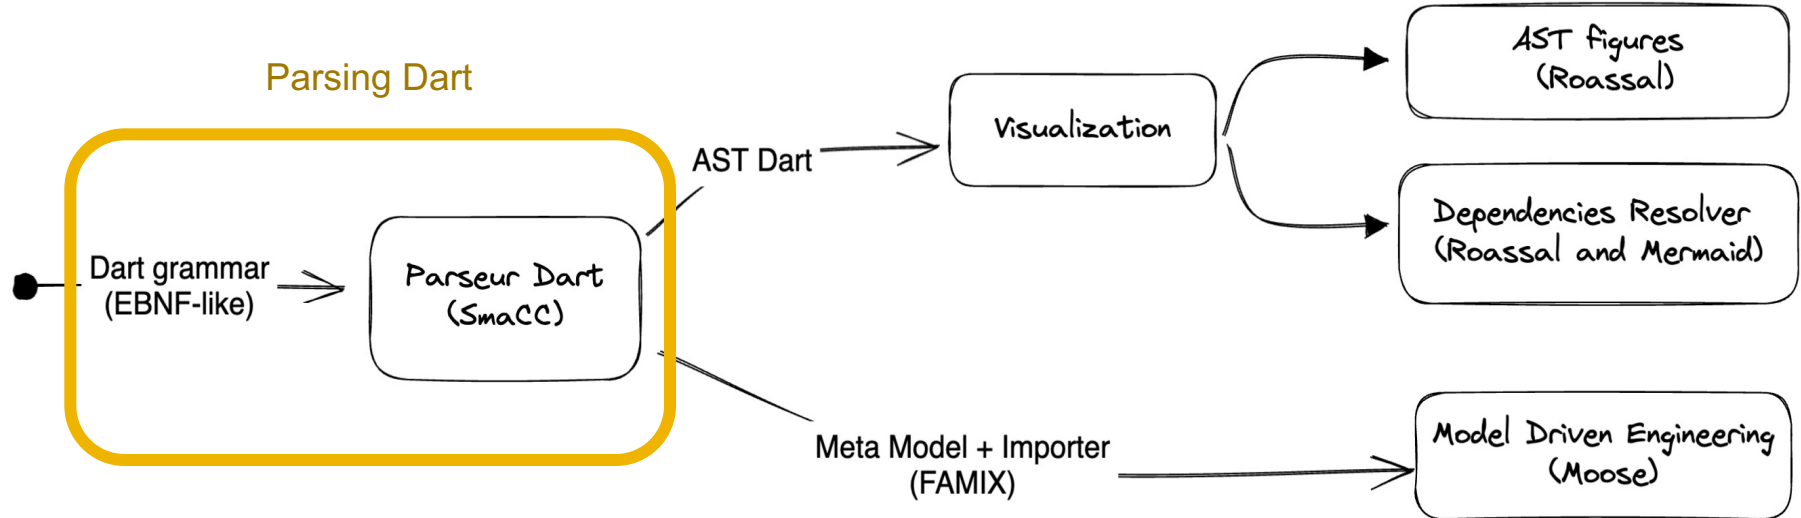 Parsing Dart
Dart grammar
(EBNF-like)
Parseur Dart
(SmaCC)
AST Dart
Visualization
AST figures
(Roassal)
Dependencies Resolver
(Roassal and Mermaid)
Meta Model + Importer
(FAMIX)
Model Driven Engineering
(Moose)